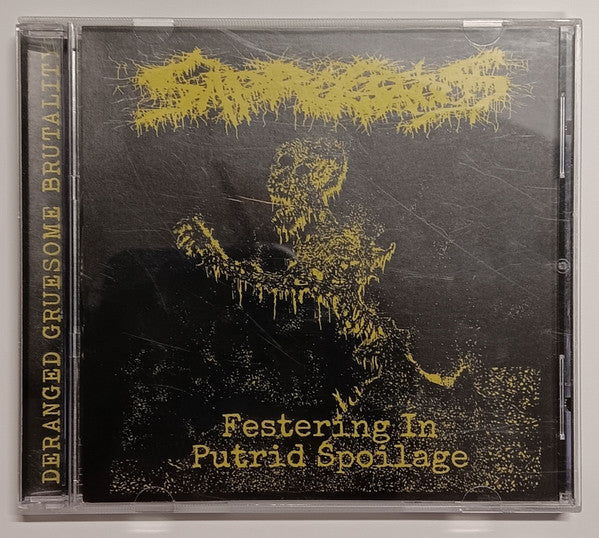 DERANGED GRUESOME BRUTALITY
Festering In
Putrid Spoilage